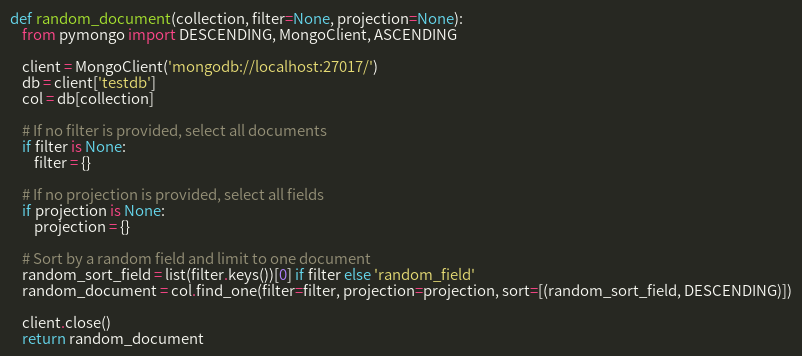 def random_document(collection, filter=None, projection=None):
from pymongo import DESCENDING, MongoClient, ASCENDING
client = MongoClient('mongodb://localhost:27017/')
db = client['testdb']
col = db[collection]
# If no filter is provided, select all documents
if filter is None:
filter = {}
# If no projection is provided, select all fields
if projection is None:
projection = {}
# Sort by a random field and limit to one document
random_sort_field = list(filter.keys())[0] if filter else 'random_field'
random_document = col.find_one(filter=filter, projection=projection, sort=[(random_sort_field, DESCENDING)])
client.close()
return random_document